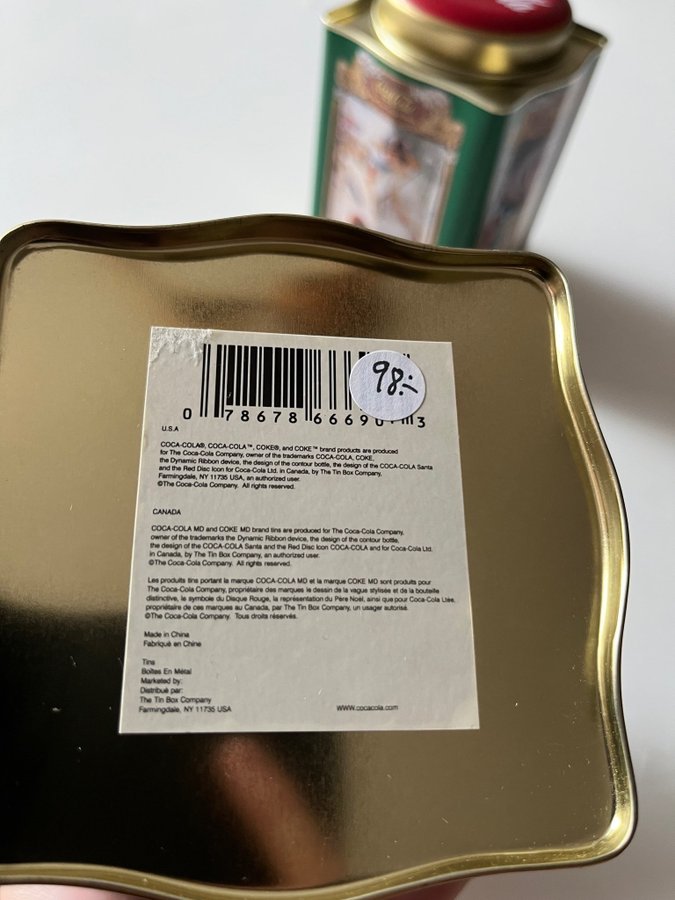 98.-
0 78678 66690 3
U.S.A
COCA-COLA®, COCA-COLA™, COKE®, and COKE™ brand products are produced
for The Coca-Cola Company, owner of the trademarks COCA-COLA, COKE,
the Dynamic Ribbon device, the design of the contour bottle, the design of the COCA-COLA Santa
and the Red Disc Icon for Coca-Cola Ltd. in Canada, by The Tin Box Company,
Farmingdale, NY 11735 USA, an authorized user.
©The Coca-Cola Company. All rights reserved.
CANADA
COCA-COLA MD and COKE MD brand tins are produced for The Coca-Cola Company,
owner of the trademarks the Dynamic Ribbon device, the design of the contour bottle,
the design of the COCA-COLA Santa and the Red Disc Icon COCA-COLA and for Coca-Cola Ltd.
in Canada, by The Tin Box Company, an authorized user.
©The Coca-Cola Company. All rights reserved.
Les produits tins portant la marque COCA-COLA MD et la marque COKE MD sont produits pour
The Coca-Cola Company, propriétaire des marques le dessin de la vague stylisée et de la bouteille
distinctive, le symbole du Disque Rouge, la représentation du Père Noël, ainsi que pour Coca-Cola Ltée,
propriétaire de ces marques au Canada, par The Tin Box Company, un usager autorisé.
©The Coca-Cola Company. Tous droits réservés.
Made in China
Fabriqué en Chine
Tins
Boîtes En Métal
Marketed by:
Distribué par:
The Tin Box Company
Farmingdale, NY 11735 USA
WWW.cocacola.com